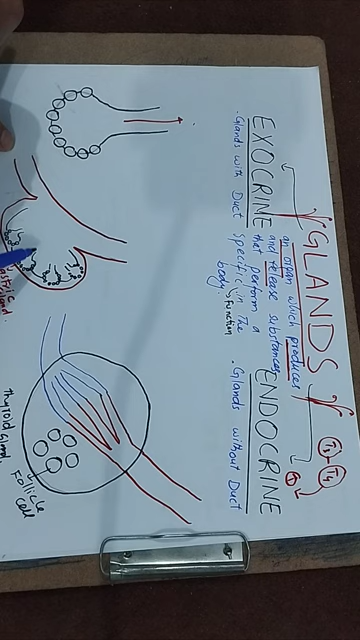 GLANDS
an organ which produces
and release substances
that perform a
Specific in the Function
body.
EXOCRINE
. Glands with Duct
ENDOCRINE
. Glands without Duct
T3 T4
gland.
Thyroid Gland.
Follicle
cell